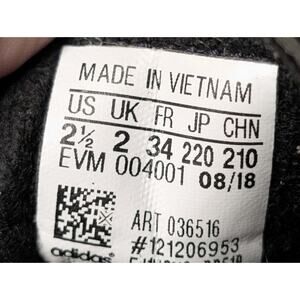 MADE IN VIETNAM
US UK FR JP CHN
2½ 2 34 220 210
EVM 004001 08/18
ART 036516
#121206953
adidas